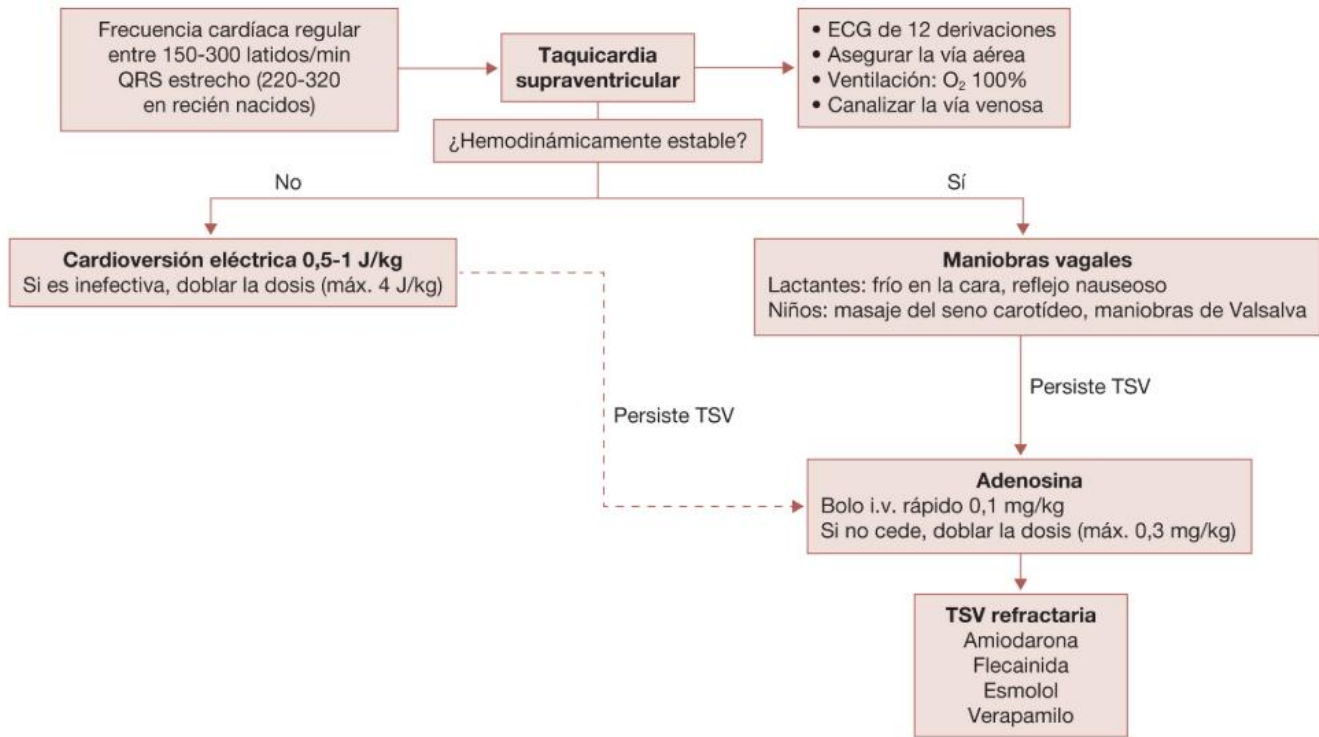 Frecuencia cardíaca regular
entre 150-300 latidos/min
QRS estrecho (220-320
en recién nacidos)
Taquicardia
supraventricular
• ECG de 12 derivaciones
• Asegurar la vía aérea
• Ventilación: O₂ 100%
• Canalizar la vía venosa
¿Hemodinámicamente estable?
No
Sí
Cardioversión eléctrica 0,5-1 J/kg
Si es inefectiva, doblar la dosis (máx. 4 J/kg)
Maniobras vagales
Lactantes: frío en la cara, reflejo nauseoso
Niños: masaje del seno carotídeo, maniobras de Valsalva
Persiste TSV
Persiste TSV
Adenosina
Bolo i.v. rápido 0,1 mg/kg
Si no cede, doblar la dosis (máx. 0,3 mg/kg)
TSV refractaria
Amiodarona
Flecainida
Esmolol
Verapamilo